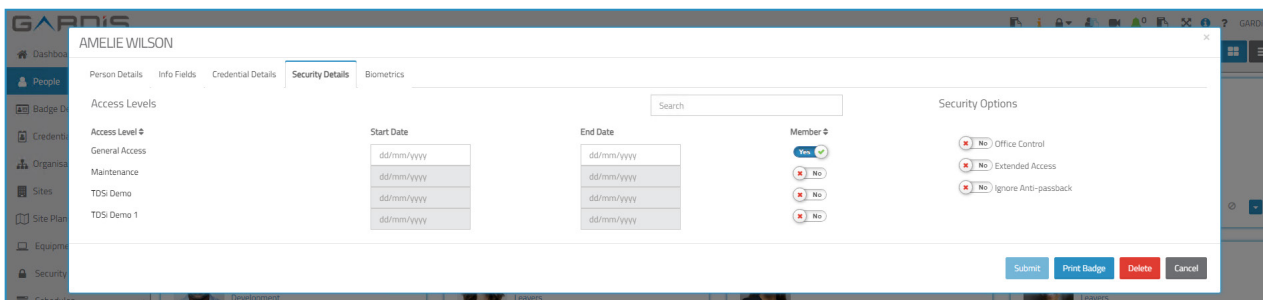 GARDiS
0
?
GARDi
AMELIE WILSON
×
Dashboa
People
Badge De
Credentia
Organisa
Sites
Site Plan
Equipme
Security
Person Details Info Fields Credential Details Security Details Biometrics
Access Levels
Search
Security Options
Access Level Start Date End Date Member
General Access dd/mm/yyyy dd/mm/yyyy Yes
Maintenance dd/mm/yyyy dd/mm/yyyy No
TDSi Demo dd/mm/yyyy dd/mm/yyyy No
TDSi Demo 1 dd/mm/yyyy dd/mm/yyyy No
No Office Control
No Extended Access
No Ignore Anti-passback
Submit Print Badge Delete Cancel
Development
Leavers
Leavers